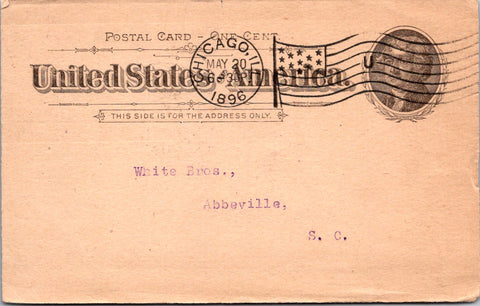 POSTAL CARD - ONE CENT.
United States of America.
THIS SIDE IS FOR THE ADDRESS ONLY.
CHICAGO, ILL.
MAY 20
1896
U
White Bros.,
Abbeville,
S. C.